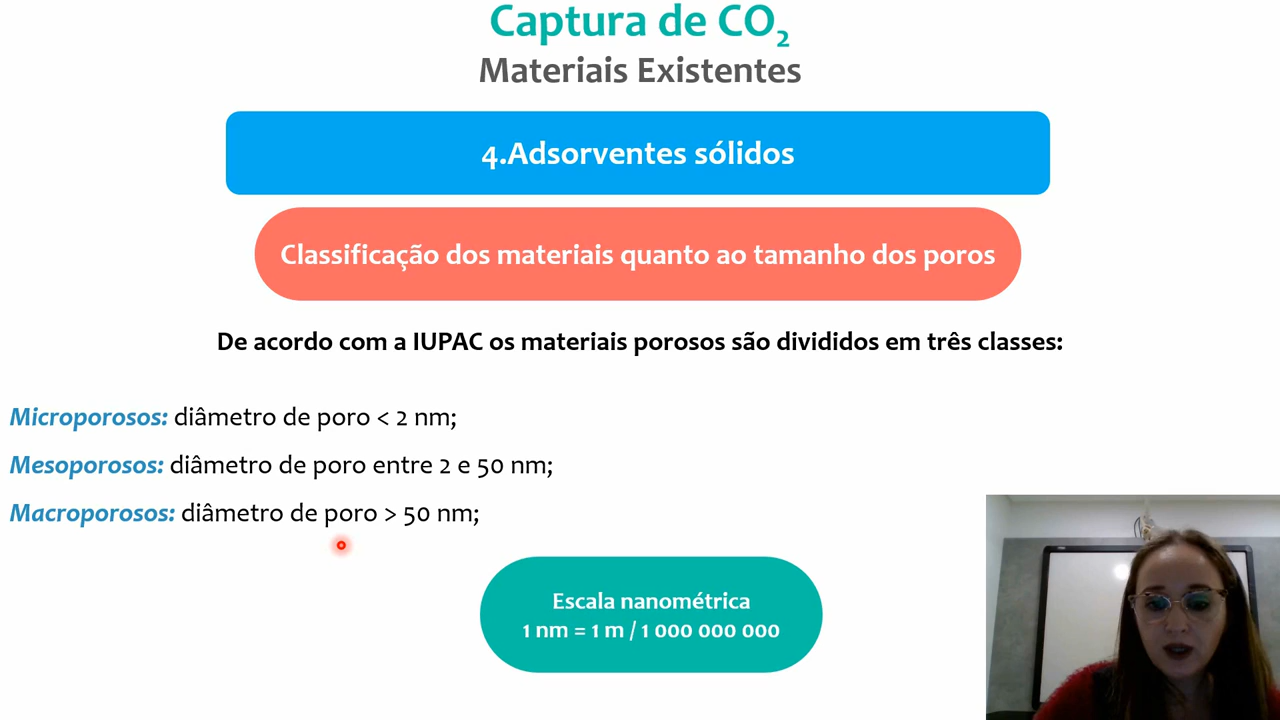 Captura de CO₂
Materiais Existentes
4.Adsorventes sólidos
Classificação dos materiais quanto ao tamanho dos poros
De acordo com a IUPAC os materiais porosos são divididos em três classes:
Microporosos: diâmetro de poro < 2 nm;
Mesoporosos: diâmetro de poro entre 2 e 50 nm;
Macroporosos: diâmetro de poro > 50 nm;
Escala nanométrica
1 nm = 1 m / 1 000 000 000